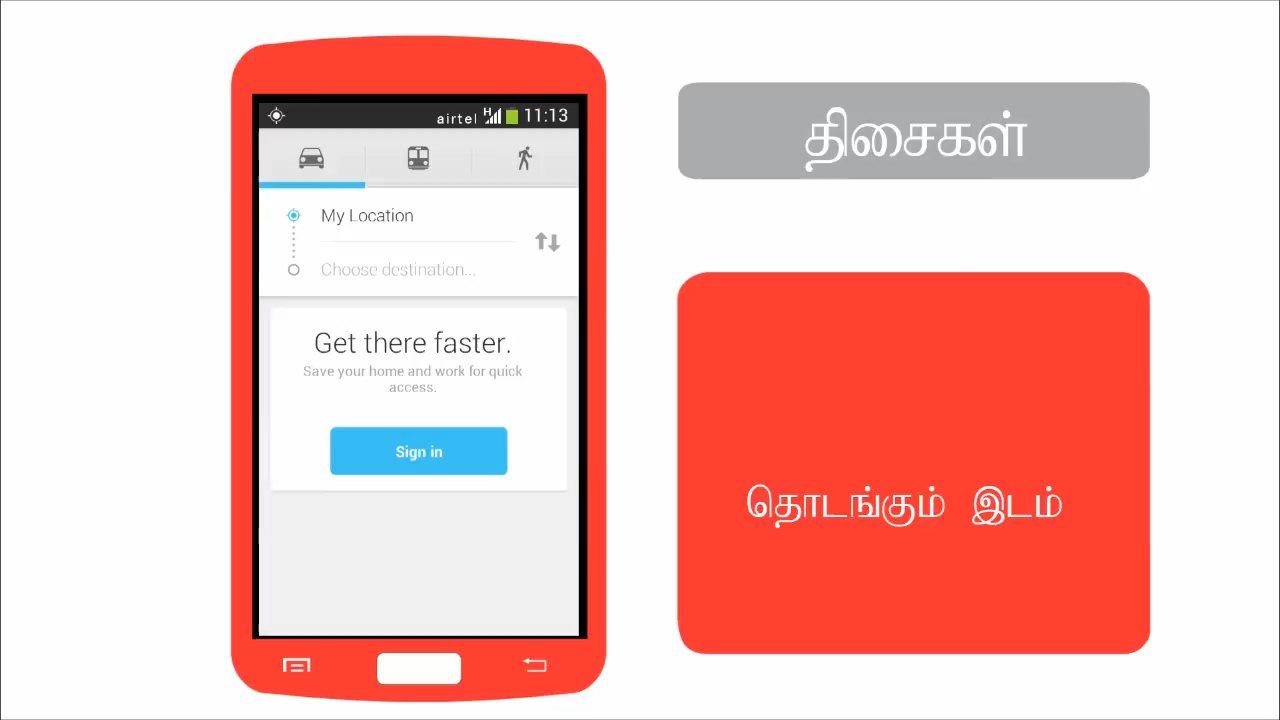 airtel H 11:13
My Location
Choose destination...
Get there faster.
Save your home and work for quick
access.
Sign in
திசைகள்
தொடங்கும் இடம்